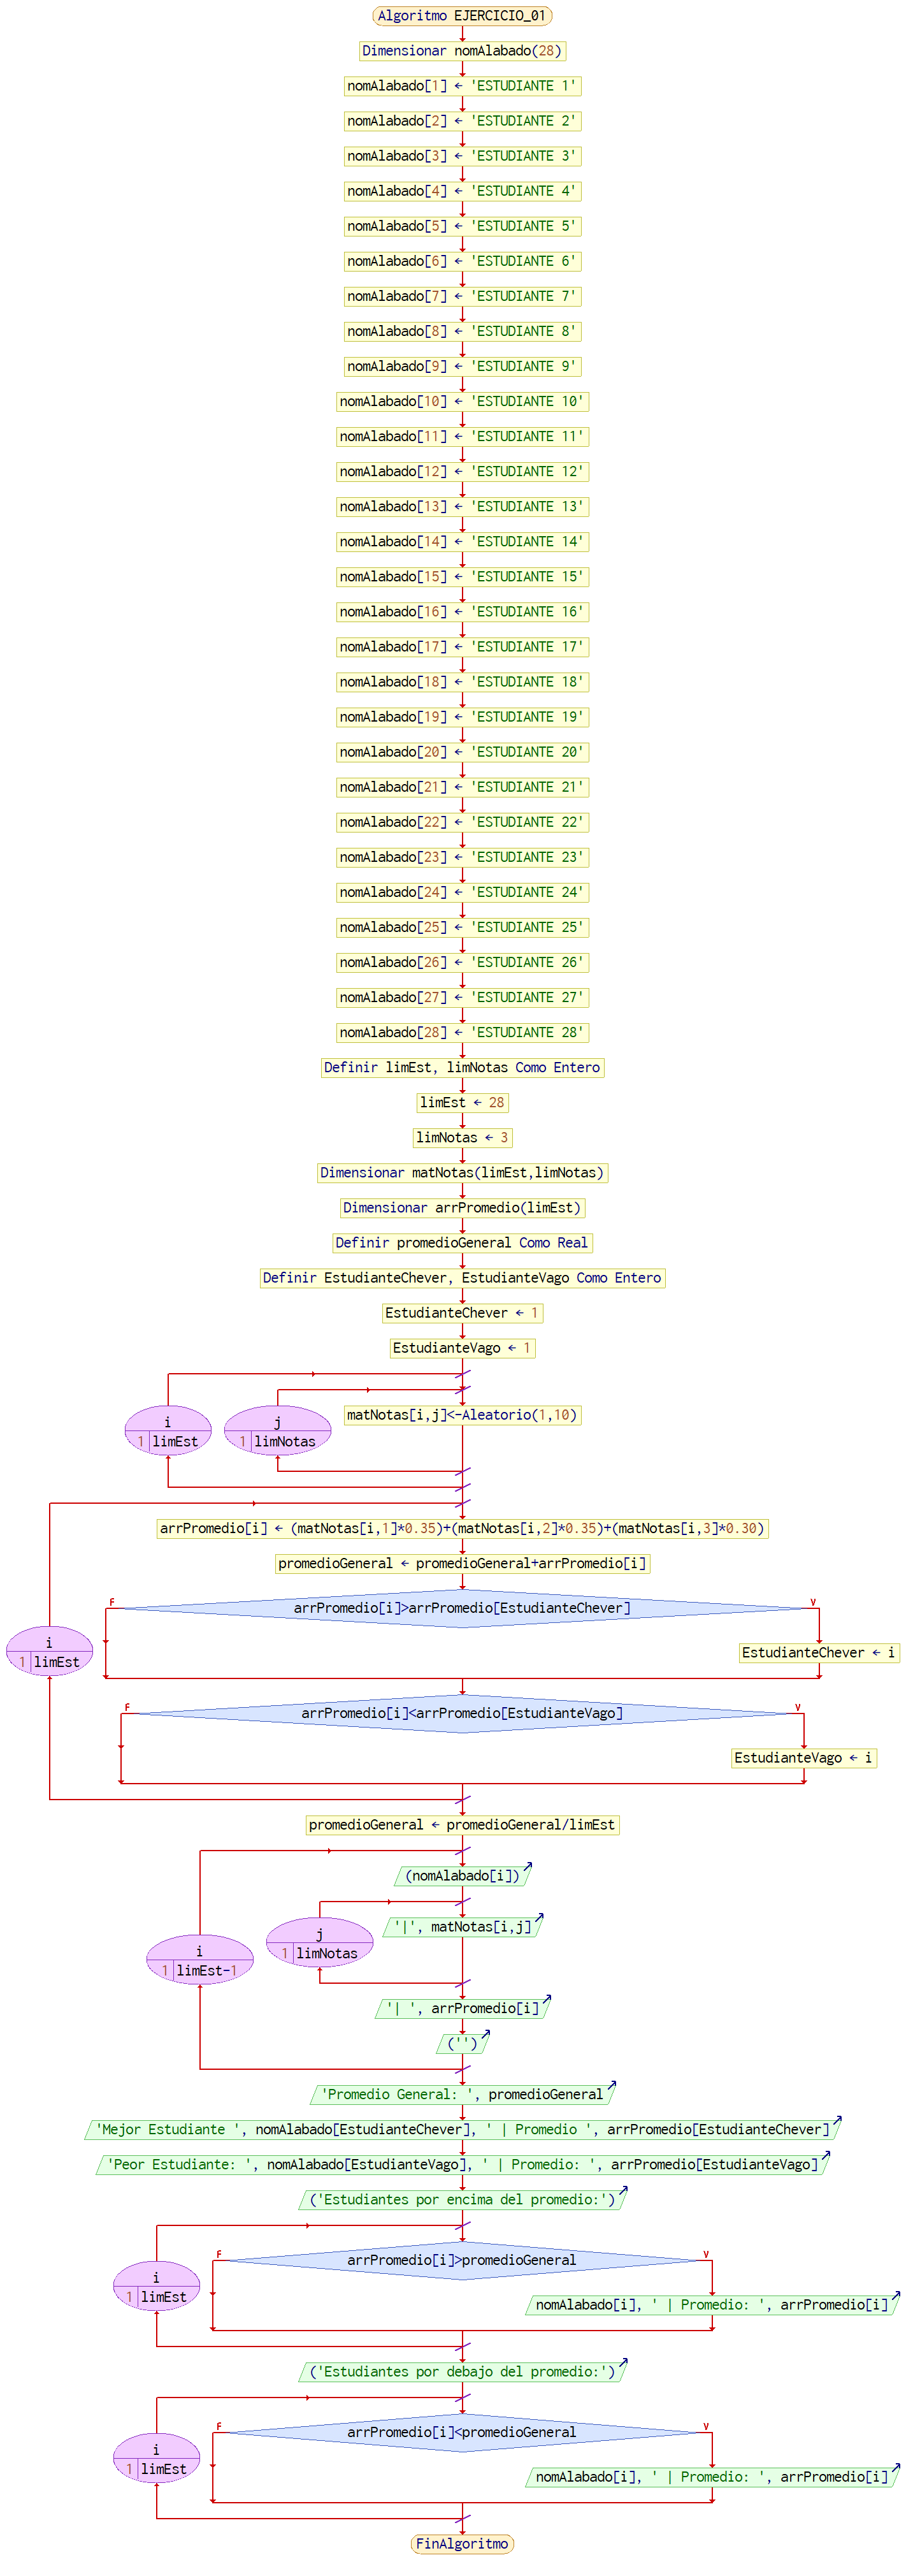 Algoritmo EJERCICIO_01
Dimensionar nomAlabado(28)
nomAlabado[1] ← 'ESTUDIANTE 1'
nomAlabado[2] ← 'ESTUDIANTE 2'
nomAlabado[3] ← 'ESTUDIANTE 3'
nomAlabado[4] ← 'ESTUDIANTE 4'
nomAlabado[5] ← 'ESTUDIANTE 5'
nomAlabado[6] ← 'ESTUDIANTE 6'
nomAlabado[7] ← 'ESTUDIANTE 7'
nomAlabado[8] ← 'ESTUDIANTE 8'
nomAlabado[9] ← 'ESTUDIANTE 9'
nomAlabado[10] ← 'ESTUDIANTE 10'
nomAlabado[11] ← 'ESTUDIANTE 11'
nomAlabado[12] ← 'ESTUDIANTE 12'
nomAlabado[13] ← 'ESTUDIANTE 13'
nomAlabado[14] ← 'ESTUDIANTE 14'
nomAlabado[15] ← 'ESTUDIANTE 15'
nomAlabado[16] ← 'ESTUDIANTE 16'
nomAlabado[17] ← 'ESTUDIANTE 17'
nomAlabado[18] ← 'ESTUDIANTE 18'
nomAlabado[19] ← 'ESTUDIANTE 19'
nomAlabado[20] ← 'ESTUDIANTE 20'
nomAlabado[21] ← 'ESTUDIANTE 21'
nomAlabado[22] ← 'ESTUDIANTE 22'
nomAlabado[23] ← 'ESTUDIANTE 23'
nomAlabado[24] ← 'ESTUDIANTE 24'
nomAlabado[25] ← 'ESTUDIANTE 25'
nomAlabado[26] ← 'ESTUDIANTE 26'
nomAlabado[27] ← 'ESTUDIANTE 27'
nomAlabado[28] ← 'ESTUDIANTE 28'
Definir limEst, limNotas Como Entero
limEst ← 28
limNotas ← 3
Dimensionar matNotas(limEst,limNotas)
Dimensionar arrPromedio(limEst)
Definir promedioGeneral Como Real
Definir EstudianteChever, EstudianteVago Como Entero
EstudianteChever ← 1
EstudianteVago ← 1
i
1 limEst
j
1 limNotas
matNotas[i,j]<-Aleatorio(1,10)
i
1 limEst
arrPromedio[i] ← (matNotas[i,1]*0.35)+(matNotas[i,2]*0.35)+(matNotas[i,3]*0.30)
promedioGeneral ← promedioGeneral+arrPromedio[i]
F
arrPromedio[i]>arrPromedio[EstudianteChever]
V
EstudianteChever ← i
F
arrPromedio[i]<arrPromedio[EstudianteVago]
V
EstudianteVago ← i
promedioGeneral ← promedioGeneral/limEst
i
1 limEst-1
(nomAlabado[i])
j
1 limNotas
'|', matNotas[i,j]
'| ', arrPromedio[i]
('')
'Promedio General: ', promedioGeneral
'Mejor Estudiante ', nomAlabado[EstudianteChever], ' | Promedio ', arrPromedio[EstudianteChever]
'Peor Estudiante: ', nomAlabado[EstudianteVago], ' | Promedio: ', arrPromedio[EstudianteVago]
('Estudiantes por encima del promedio:')
i
1 limEst
F
arrPromedio[i]>promedioGeneral
V
nomAlabado[i], ' | Promedio: ', arrPromedio[i]
('Estudiantes por debajo del promedio:')
i
1 limEst
F
arrPromedio[i]<promedioGeneral
V
nomAlabado[i], ' | Promedio: ', arrPromedio[i]
FinAlgoritmo